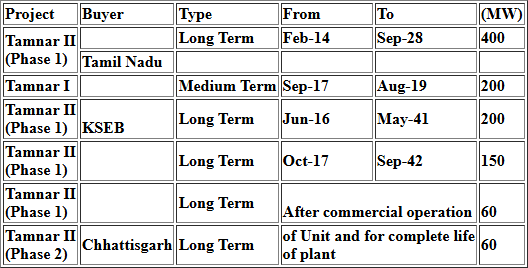 Project Buyer Type From To (MW)
Tamnar II (Phase 1) Long Term Feb-14 Sep-28 400
Tamil Nadu
Tamnar I Medium Term Sep-17 Aug-19 200
Tamnar II (Phase 1) KSEB Long Term Jun-16 May-41 200
Tamnar II (Phase 1) Long Term Oct-17 Sep-42 150
Tamnar II (Phase 1) Long Term After commercial operation 60
Tamnar II (Phase 2) Chhattisgarh Long Term of Unit and for complete life of plant 60